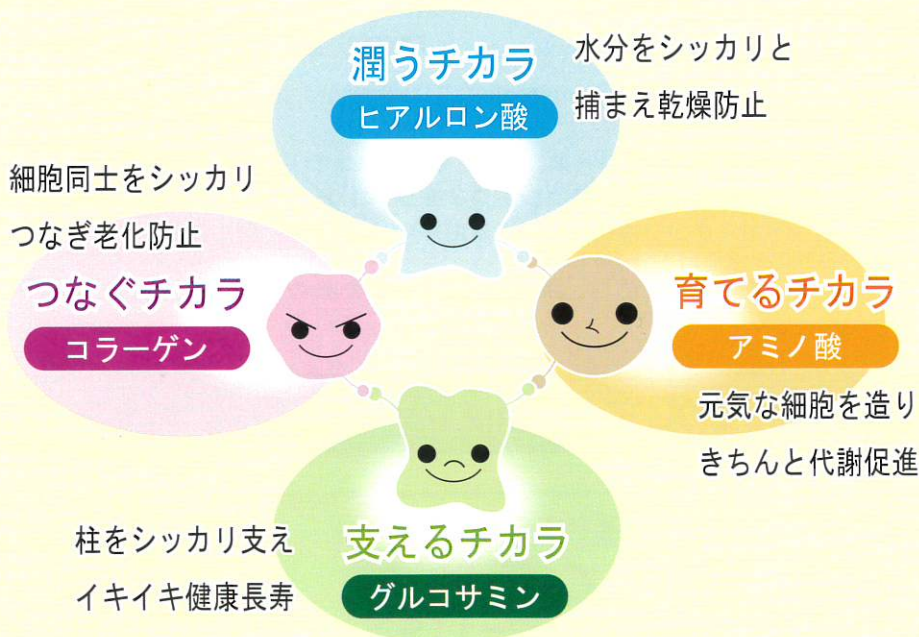 潤うチカラ
ヒアルロン酸
水分をシッカリと
捕まえ乾燥防止
細胞同士をシッカリ
つなぎ老化防止
つなぐチカラ
コラーゲン
育てるチカラ
アミノ酸
元気な細胞を造り
きちんと代謝促進
柱をシッカリ支え
イキイキ健康長寿
支えるチカラ
グルコサミン